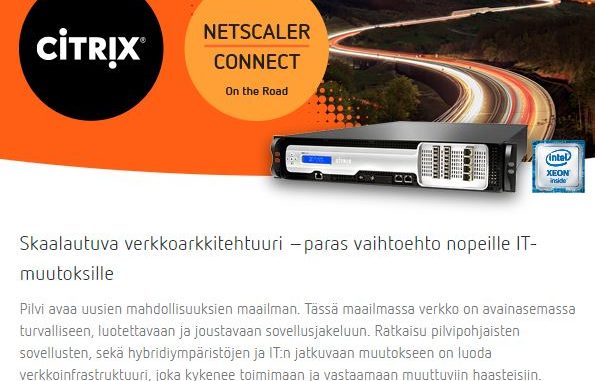 CİTRIX®
NETSCALER
CONNECT
On the Road
citrix
intel
XEON
inside
Skaalautuva verkkoarkkitehtuuri – paras vaihtoehto nopeille IT-
muutoksille
Pilvi avaa uusien mahdollisuuksien maailman. Tässä maailmassa verkko on avainasemassa
turvalliseen, luotettavaan ja joustavaan sovellusjakeluun. Ratkaisu pilvipohjaisten
sovellusten, sekä hybridiympäristöjen ja IT:n jatkuvaan muutokseen on luoda
verkkoinfrastruktuuri, joka kykenee toimimaan ja vastaamaan muuttuviin haasteisiin.